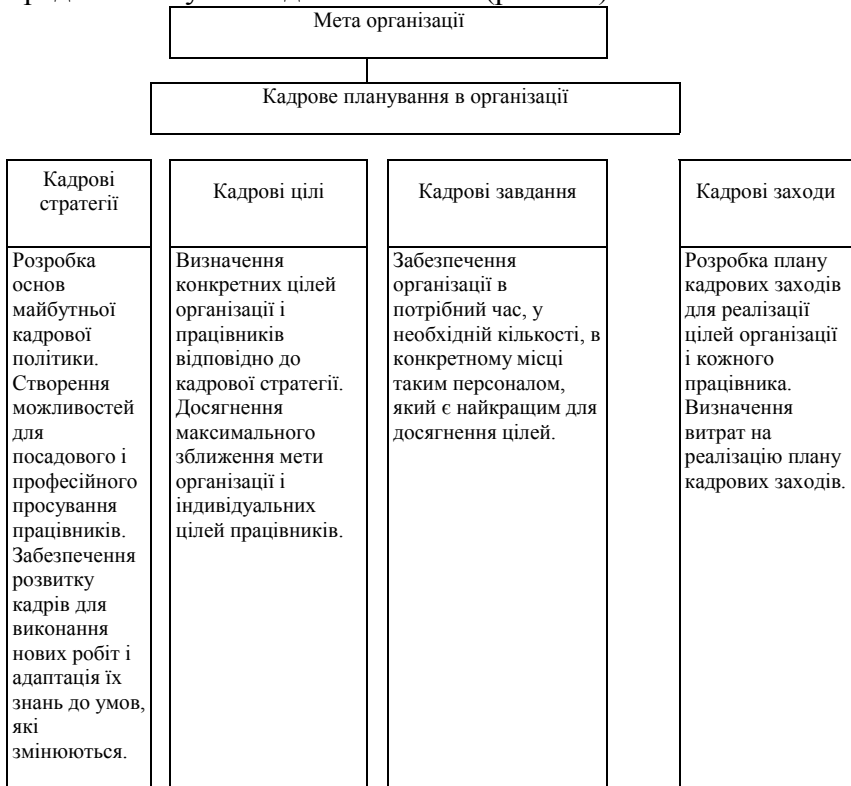 Мета організації
Кадрове планування в організації
Кадрові
стратегії
Кадрові цілі
Кадрові завдання
Кадрові заходи
Розробка
основ
майбутньої
кадрової
політики.
Створення
можливостей
для
посадового і
професійного
просування
працівників.
Забезпечення
розвитку
кадрів для
виконання
нових робіт і
адаптація їх
знань до умов,
які
змінюються.
Визначення
конкретних цілей
організації і
працівників
відповідно до
кадрової стратегії.
Досягнення
максимального
зближення мети
організації і
індивідуальних
цілей працівників.
Забезпечення
організації в
потрібний час, у
необхідній кількості, в
конкретному місці
таким персоналом,
який є найкращим для
досягнення цілей.
Розробка плану
кадрових заходів
для реалізації
цілей організації
і кожного
працівника.
Визначення
витрат на
реалізацію плану
кадрових заходів.